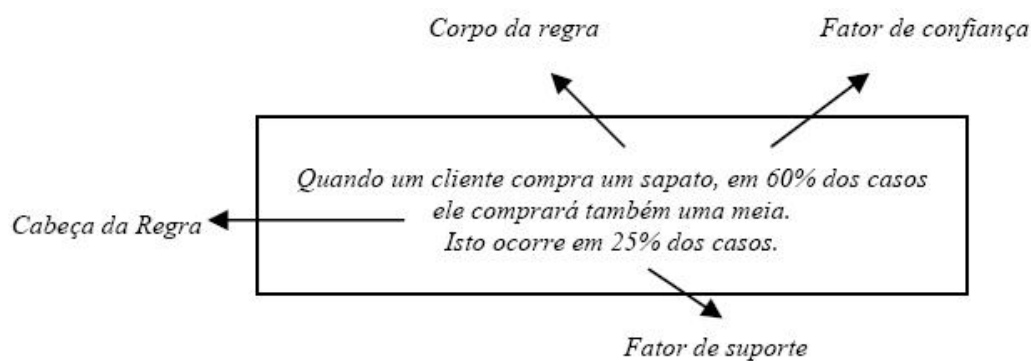 Corpo da regra
Fator de confiança
Quando um cliente compra um sapato, em 60% dos casos
ele comprará também uma meia.
Isto ocorre em 25% dos casos.
Cabeça da Regra
Fator de suporte